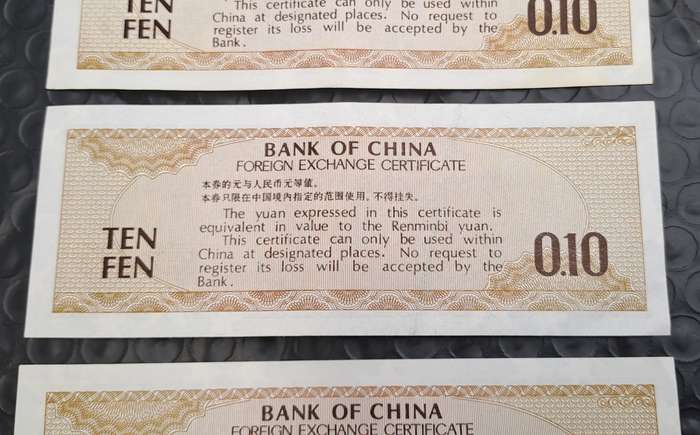 TEN
FEN
This certificate can only be used within
China at designated places. No request to
register its loss will be accepted by the
Bank.
0.10
BANK OF CHINA
FOREIGN EXCHANGE CERTIFICATE
本券的元与人民币元等值。
本券只限在中国境内指定的范围使用，不得挂失。
The yuan expressed in this certificate is
equivalent in value to the Renminbi yuan.
This certificate can only be used within
China at designated places. No request to
register its loss will be accepted by the
Bank.
TEN
FEN
0.10
BANK OF CHINA
FOREIGN EXCHANGE CERTIFICATE